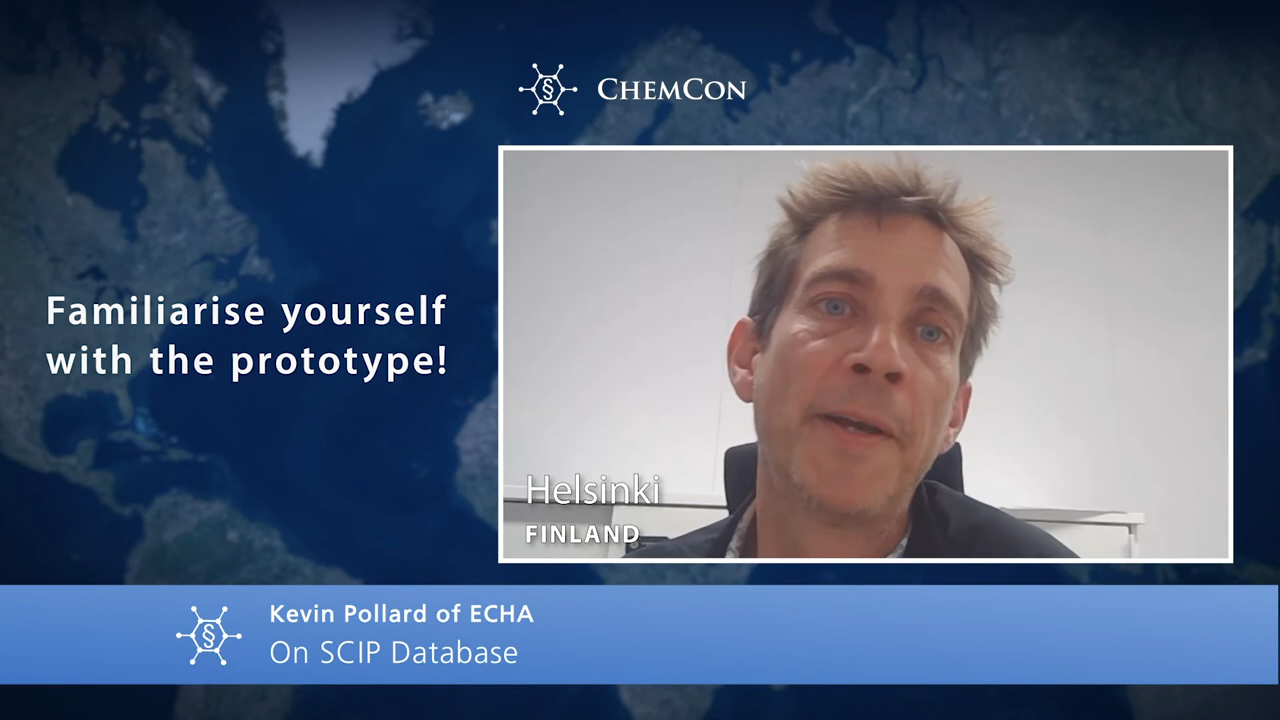 ChemCon
Familiarise yourself
with the prototype!
Helsinki
FINLAND
Kevin Pollard of ECHA
On SCIP Database
§